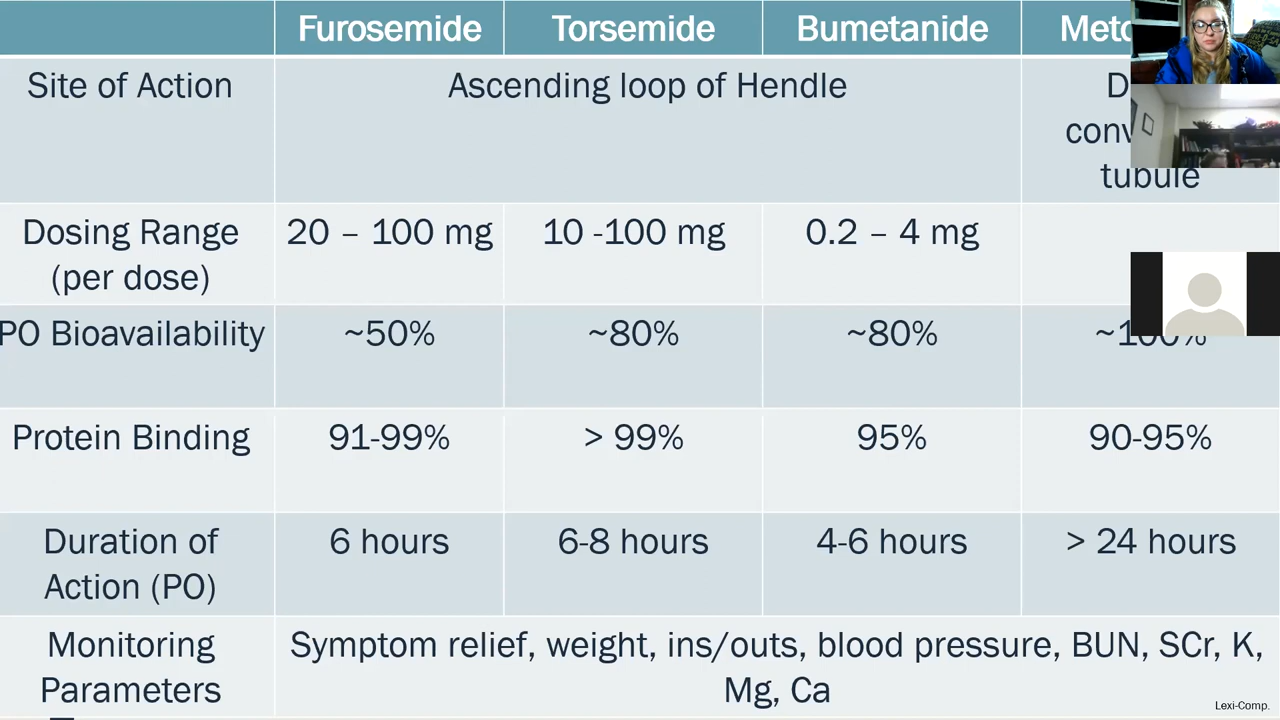 Furosemide Torsemide Bumetanide
Site of Action Ascending loop of Hendle
tubule
Dosing Range 20 – 100 mg 10 -100 mg 0.2 – 4 mg
(per dose)
PO Bioavailability ~50% ~80% ~80% ~100%
Protein Binding 91-99% > 99% 95% 90-95%
Duration of 6 hours 6-8 hours 4-6 hours > 24 hours
Action (PO)
Monitoring Symptom relief, weight, ins/outs, blood pressure, BUN, SCr, K,
Parameters Mg, Ca
Lexi-Comp.